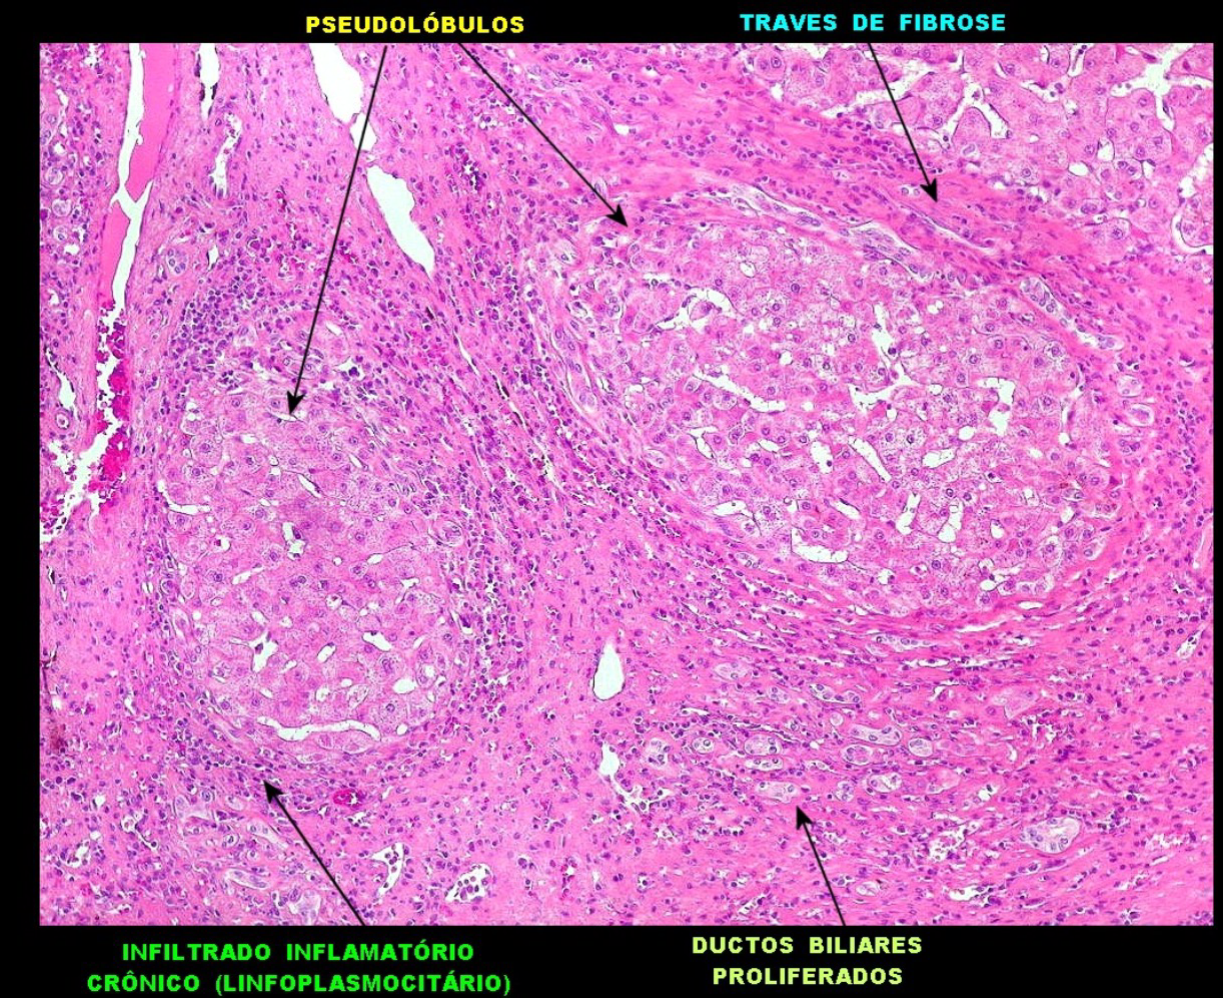 PSEUDOLÓBULOS
TRAVES DE FIBROSE
INFILTRADO INFLAMATÓRIO
CRÔNICO (LINFOPLASMOCITÁRIO)
DUCTOS BILIARES
PROLIFERADOS